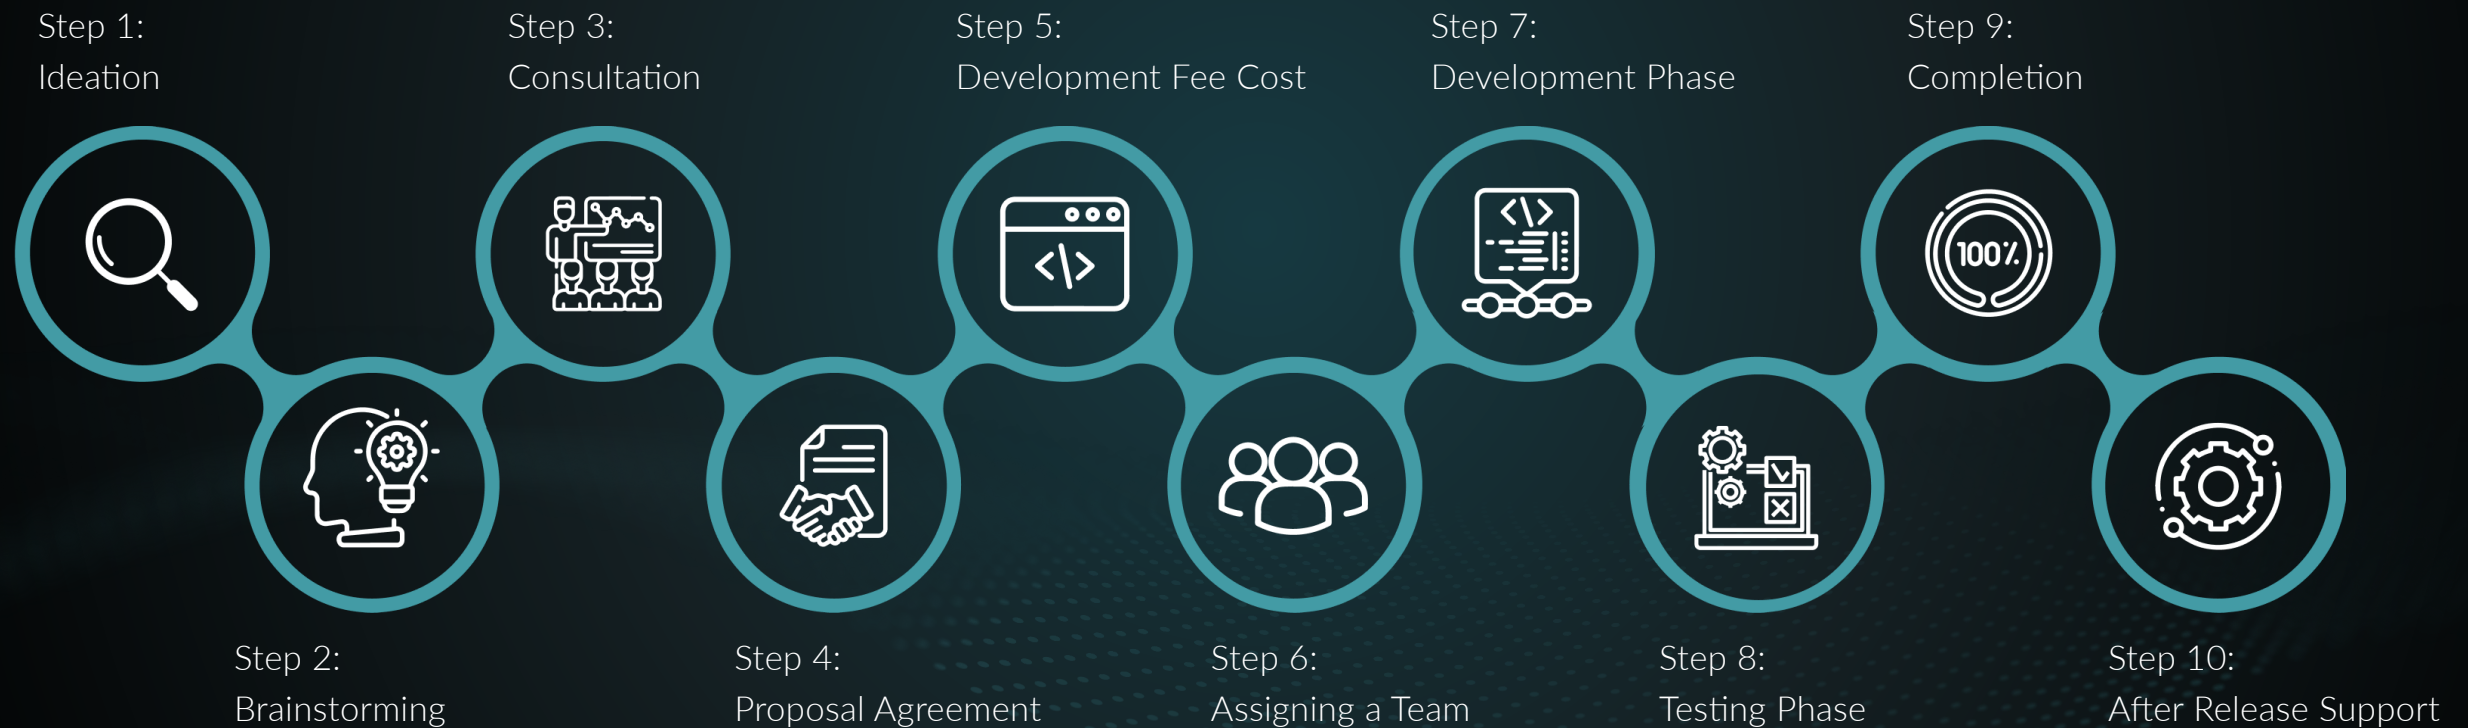 Step 1:
Ideation
Step 2:
Brainstorming
Step 3:
Consultation
Step 4:
Proposal Agreement
Step 5:
Development Fee Cost
</>
Step 6:
Assigning a Team
Step 7:
Development Phase
</>
Step 8:
Testing Phase
Step 9:
Completion
100%
Step 10:
After Release Support